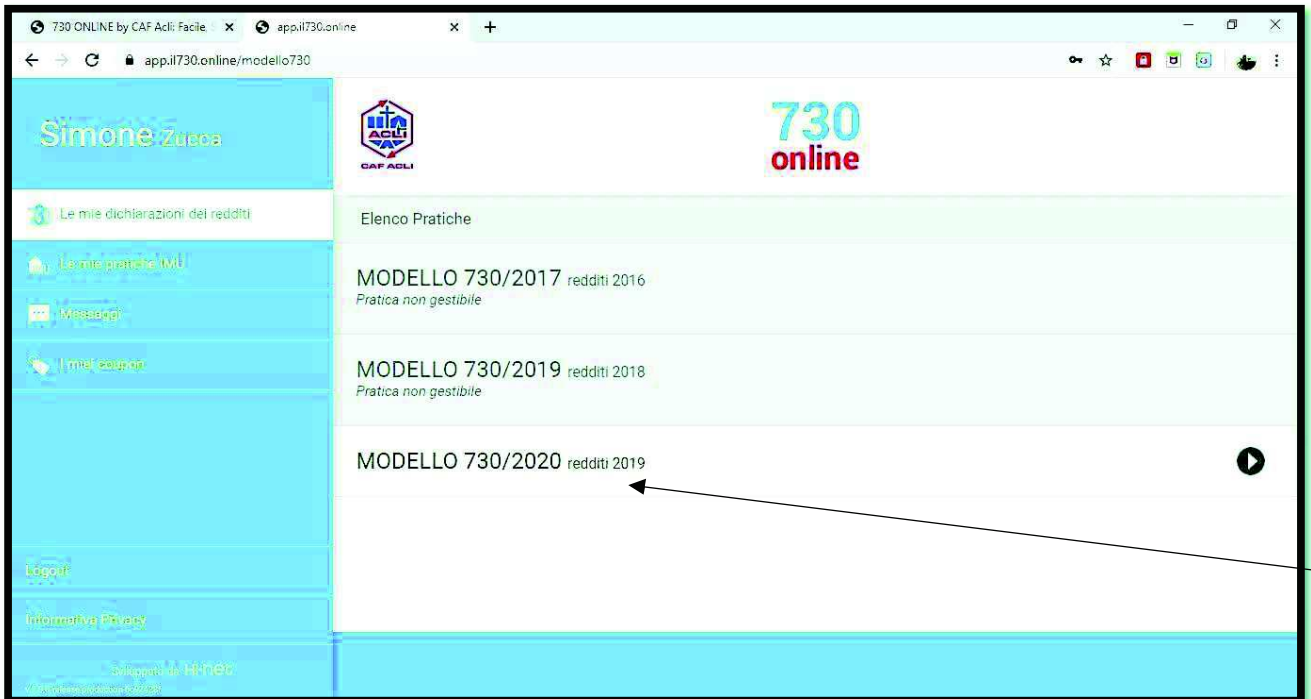 730 ONLINE by CAF Acli: Facile,
app.il730.online
app.il730.online/modello730
Simone Zucca
ACLI
CAF ACLI
730
online
Le mie dichiarazioni dei redditi
Le mie pratiche IMU
Messaggi
I miei coupon
Elenco Pratiche
MODELLO 730/2017 redditi 2016
Pratica non gestibile
MODELLO 730/2019 redditi 2018
Pratica non gestibile
MODELLO 730/2020 redditi 2019
Logout
Informativa Privacy
Sviluppato da Hi-net